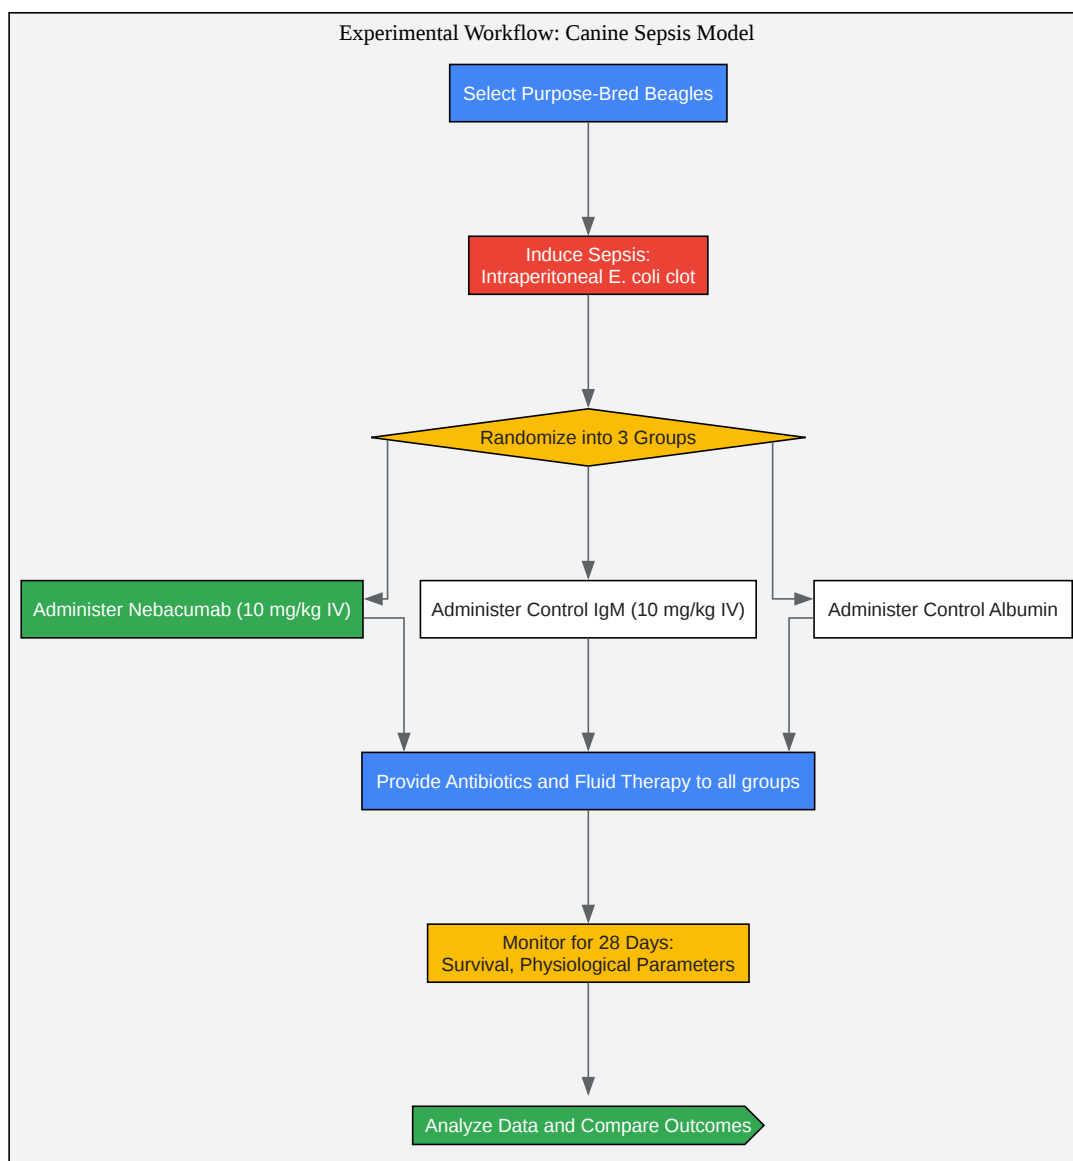 Experimental Workflow: Canine Sepsis Model
Select Purpose-Bred Beagles
Induce Sepsis:
Intraperitoneal E. coli clot
Randomize into 3 Groups
Administer Nebacumab (10 mg/kg IV)
Administer Control IgM (10 mg/kg IV)
Administer Control Albumin
Provide Antibiotics and Fluid Therapy to all groups
Monitor for 28 Days:
Survival, Physiological Parameters
Analyze Data and Compare Outcomes